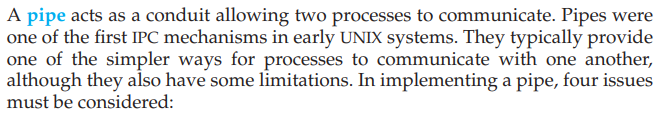 A pipe acts as a conduit allowing two processes to communicate. Pipes were
one of the first IPC mechanisms in early UNIX systems. They typically provide
one of the simpler ways for processes to communicate with one another,
although they also have some limitations. In implementing a pipe, four issues
must be considered: